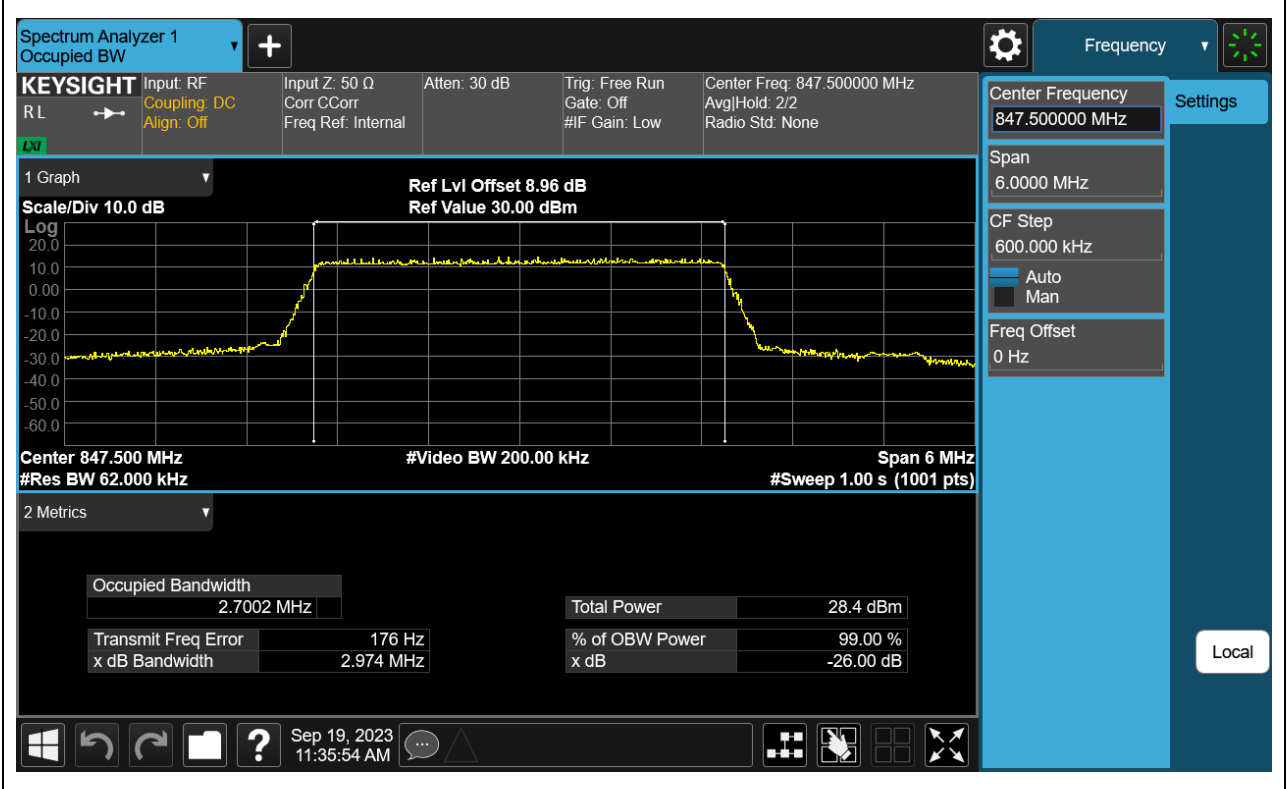 Spectrum Analyzer 1
Occupied BW
Frequency
KEYSIGHT
R L
LXI
Input: RF
Coupling: DC
Align: Off
Input Z: 50 Ω
Corr CCorr
Freq Ref: Internal
Atten: 30 dB
Trig: Free Run
Gate: Off
#IF Gain: Low
Center Freq: 847.500000 MHz
Avg|Hold: 2/2
Radio Std: None
Center Frequency
847.500000 MHz
Settings
Span
6.0000 MHz
CF Step
600.000 kHz
Auto
Man
Freq Offset
0 Hz
Local
1 Graph
Scale/Div 10.0 dB
Ref Lvl Offset 8.96 dB
Ref Value 30.00 dBm
Log
20.0
10.0
0.00
-10.0
-20.0
-30.0
-40.0
-50.0
-60.0
Center 847.500 MHz
#Video BW 200.00 kHz
Span 6 MHz
#Res BW 62.000 kHz
#Sweep 1.00 s (1001 pts)
2 Metrics
Occupied Bandwidth
2.7002 MHz
Total Power 28.4 dBm
Transmit Freq Error 176 Hz
% of OBW Power 99.00 %
x dB Bandwidth 2.974 MHz
x dB -26.00 dB
?
Sep 19, 2023
11:35:54 AM